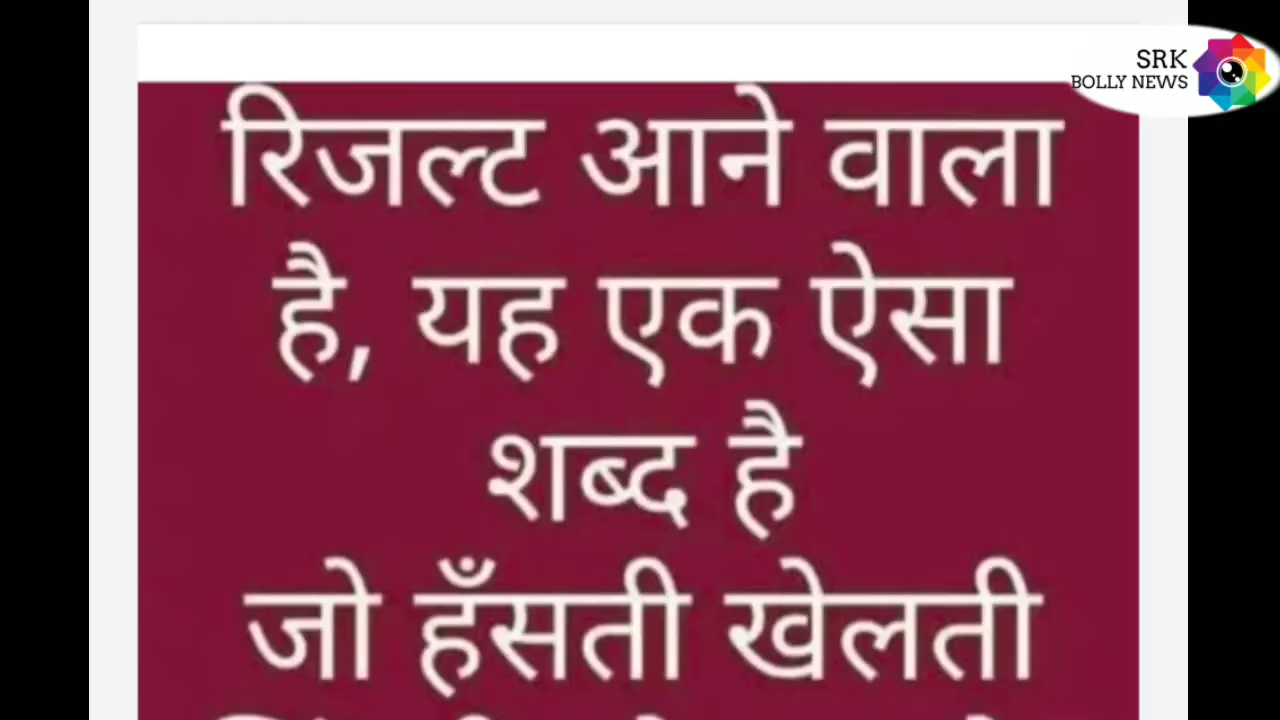 SRK
BOLLY NEWS
रिजल्ट आने वाला
है, यह एक ऐसा
शब्द है
जो हँसती खेलती